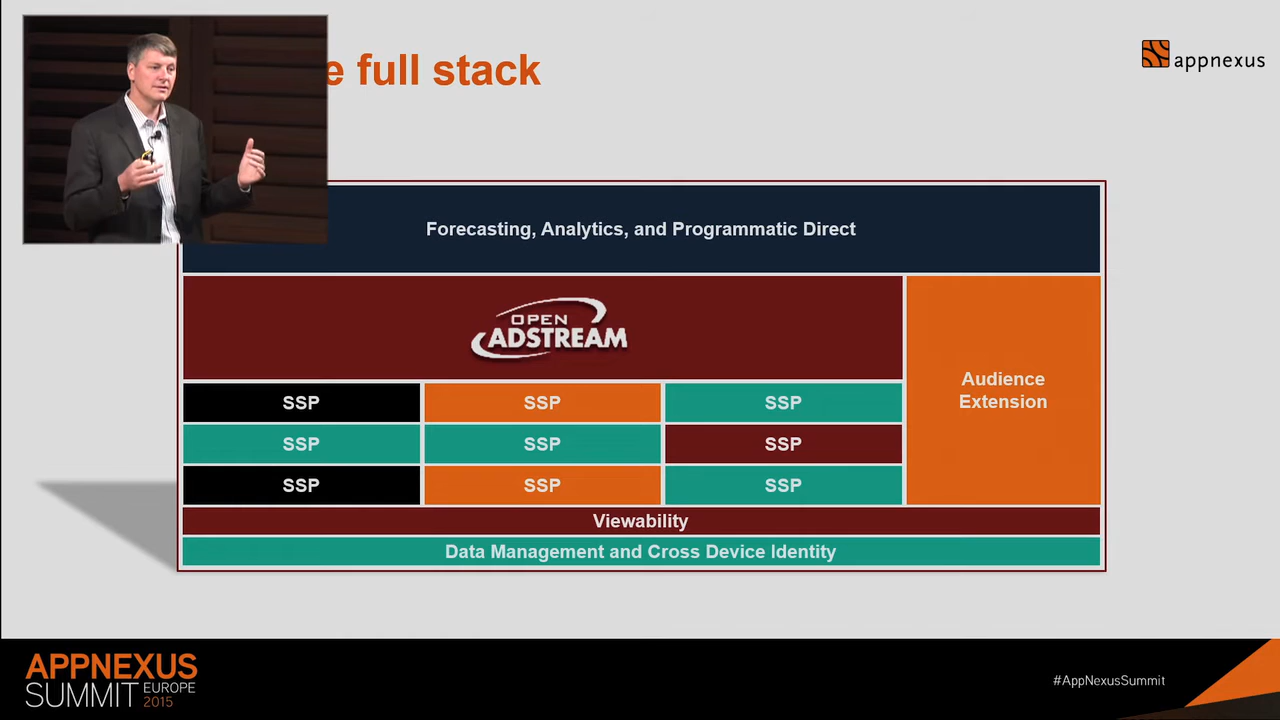 e full stack
appnexus
Forecasting, Analytics, and Programmatic Direct
OPEN
ADSTREAM
Audience
Extension
SSP SSP SSP
SSP SSP SSP
SSP SSP SSP
Viewability
Data Management and Cross Device Identity
APPNEXUS
SUMMIT EUROPE
2015
#AppNexusSummit